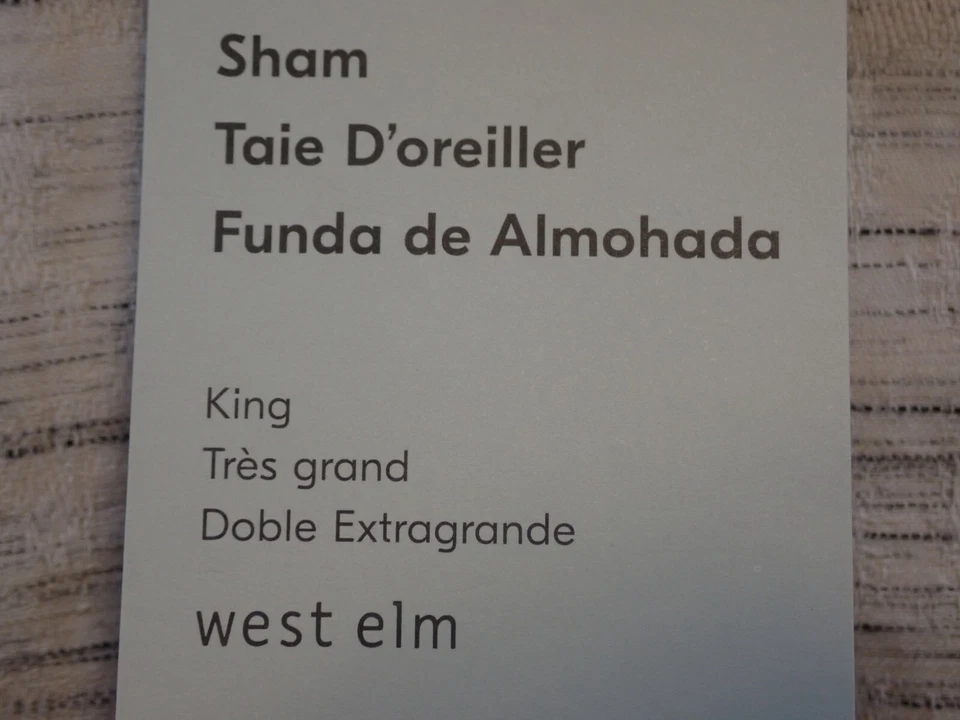 Sham
Taie D'oreiller
Funda de Almohada
King
Très grand
Doble Extragrande
west elm